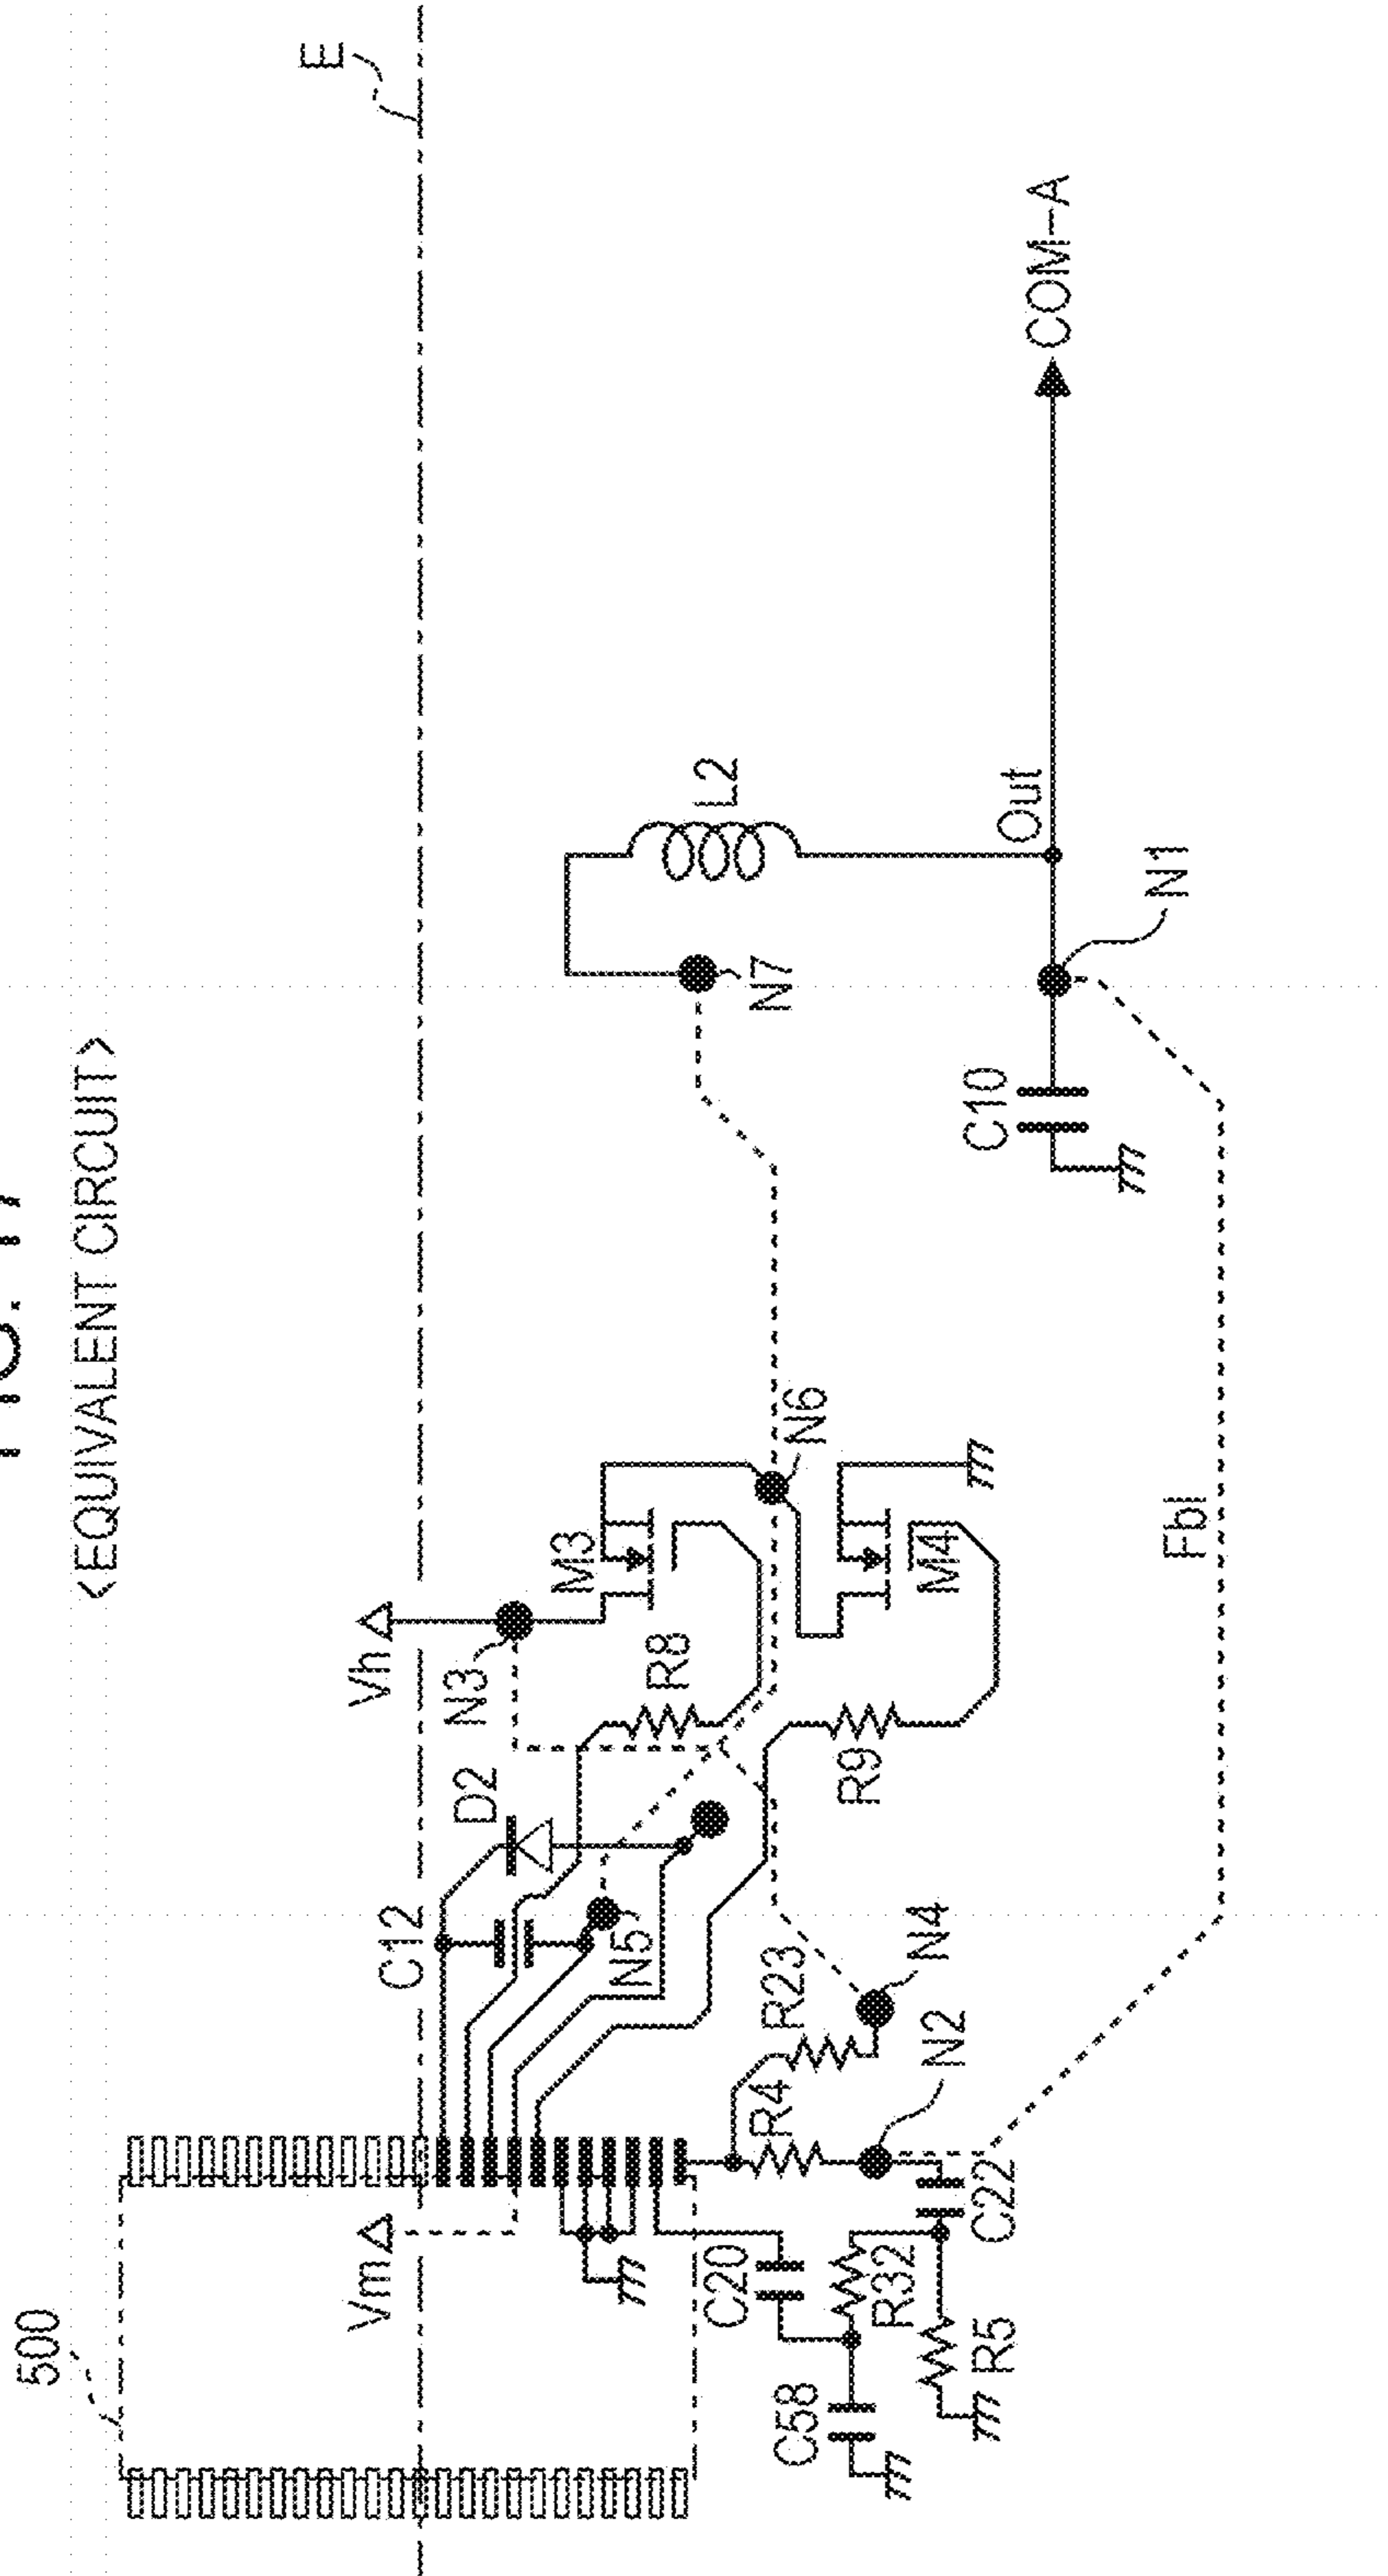 <EQUIVALENT CIRCUIT>
500
E
Vm
Vh
C12
D2
N3
M3
R8
N5
N6
L2
N7
Out
COM-A
N1
C10
M4
R9
R23
N4
R4
N2
C20
C22
R32
R5
C58
Fbl